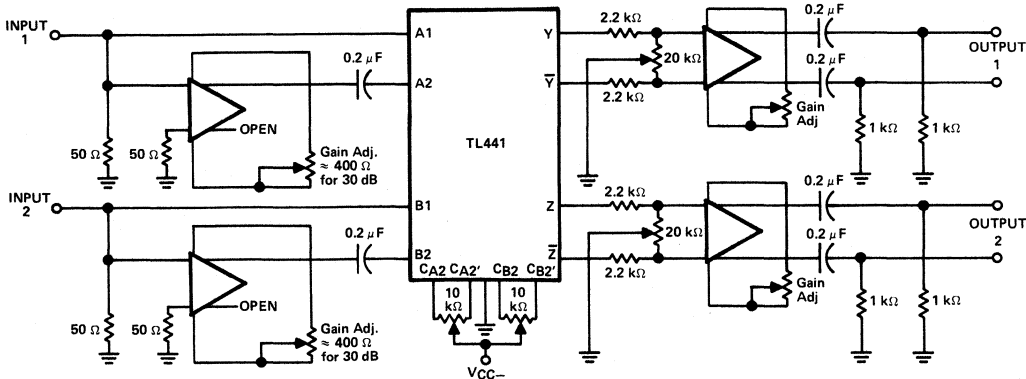 INPUT
1
A1
A2
0.2 μF
OPEN
50 Ω
50 Ω
Gain Adj.
≈ 400 Ω
for 30 dB
INPUT
2
B1
B2
0.2 μF
OPEN
50 Ω
50 Ω
Gain Adj.
≈ 400 Ω
for 30 dB
TL441
Y
Y̅
Z
Z̅
CA2 CA2' CB2 CB2'
10
kΩ
10
kΩ
VCC−
2.2 kΩ
20 kΩ
2.2 kΩ
0.2 μF
0.2 μF
Gain
Adj
1 kΩ
1 kΩ
OUTPUT
1
2.2 kΩ
20 kΩ
2.2 kΩ
0.2 μF
0.2 μF
Gain
Adj
1 kΩ
1 kΩ
OUTPUT
2